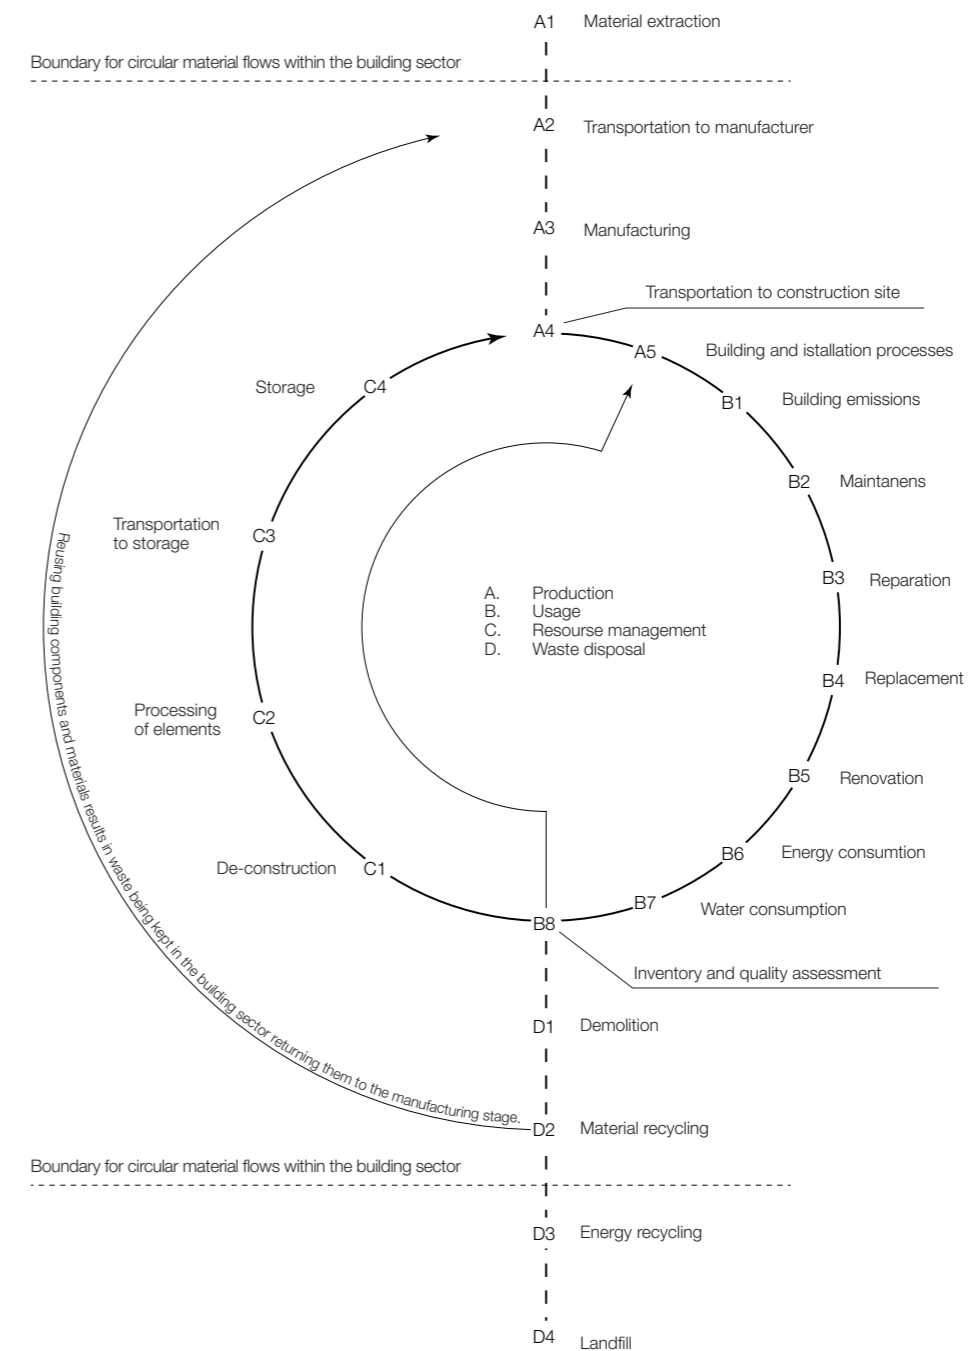 A1 Material extraction
Boundary for circular material flows within the building sector
A2 Transportation to manufacturer
A3 Manufacturing
Transportation to construction site
A4
A5 Building and istallation processes
Storage C4
B1 Building emissions
B2 Maintanens
Transportation
to storage
C3
B3 Reparation
A. Production
B. Usage
C. Resourse management
D. Waste disposal
Reusing building components and materials results in waste being kept in the building sector returning them to the manufacturing stage.
B4 Replacement
Processing
of elements
C2
B5 Renovation
B6 Energy consumtion
De-construction C1
B7 Water consumption
B8
Inventory and quality assessment
D1 Demolition
D2 Material recycling
Boundary for circular material flows within the building sector
D3 Energy recycling
D4 Landfill